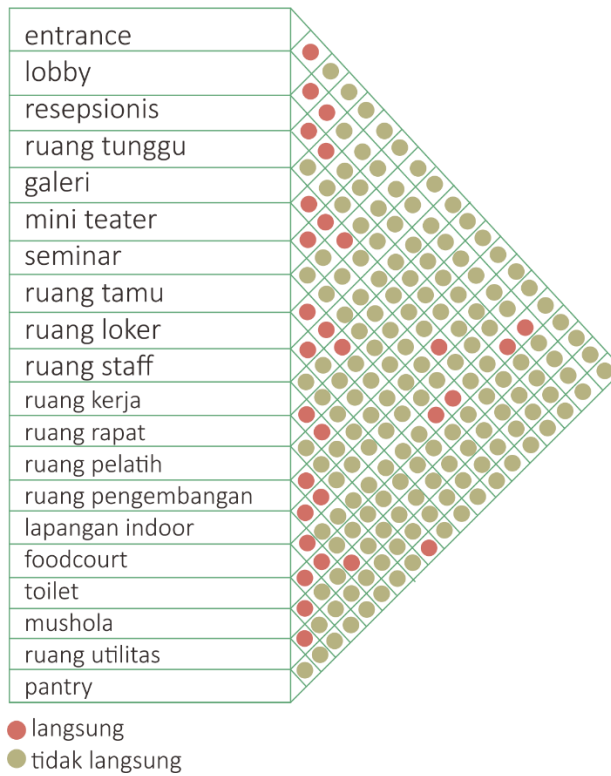 entrance
lobby
resepsionis
ruang tunggu
galeri
mini teater
seminar
ruang tamu
ruang loker
ruang staff
ruang kerja
ruang rapat
ruang pelatih
ruang pengembangan
lapangan indoor
foodcourt
toilet
mushola
ruang utilitas
pantry
langsung
tidak langsung